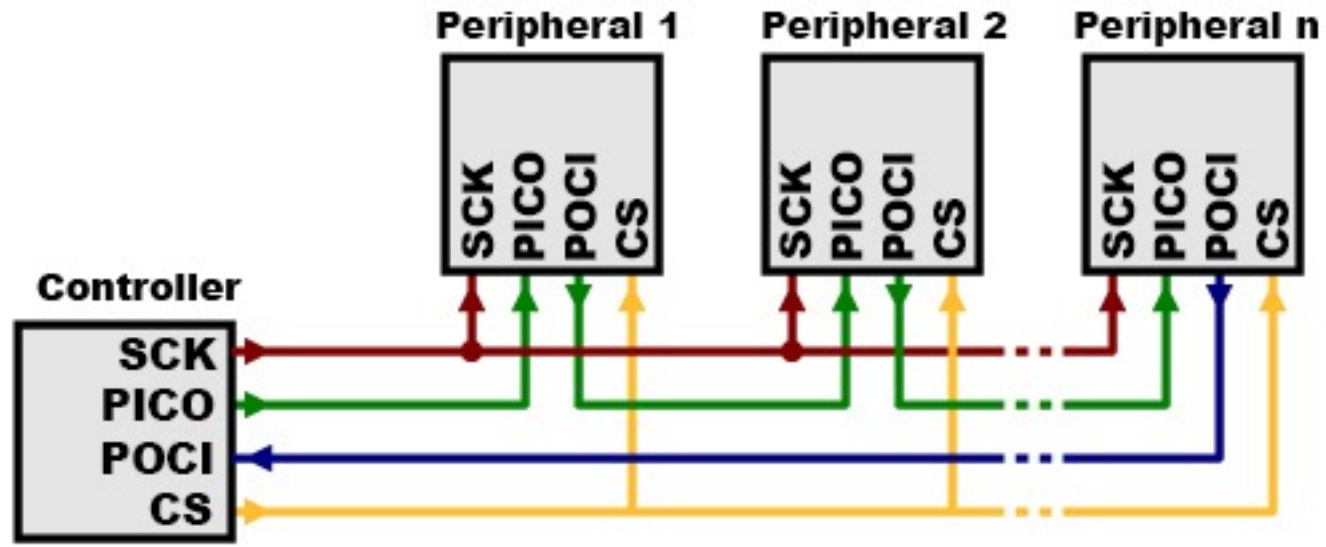 Peripheral 1
Peripheral 2
Peripheral n
SCK
PICO
POCI
CS
SCK
PICO
POCI
CS
SCK
PICO
POCI
CS
Controller
SCK
PICO
POCI
CS